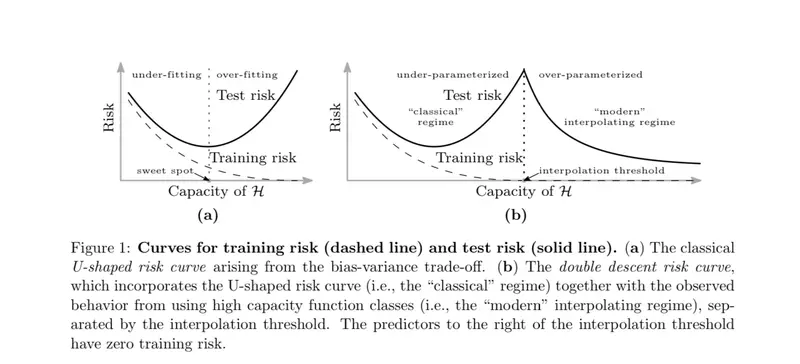 under-fitting over-fitting
Test risk
Risk
Training risk
sweet spot
Capacity of ℋ
(a)
under-parameterized over-parameterized
Test risk
“classical”
regime
“modern”
interpolating regime
Risk
Training risk
interpolation threshold
Capacity of ℋ
(b)
Figure 1: Curves for training risk (dashed line) and test risk (solid line). (a) The classical
U-shaped risk curve arising from the bias-variance trade-off. (b) The double descent risk curve,
which incorporates the U-shaped risk curve (i.e., the “classical” regime) together with the observed
behavior from using high capacity function classes (i.e., the “modern” interpolating regime), sep-
arated by the interpolation threshold. The predictors to the right of the interpolation threshold
have zero training risk.